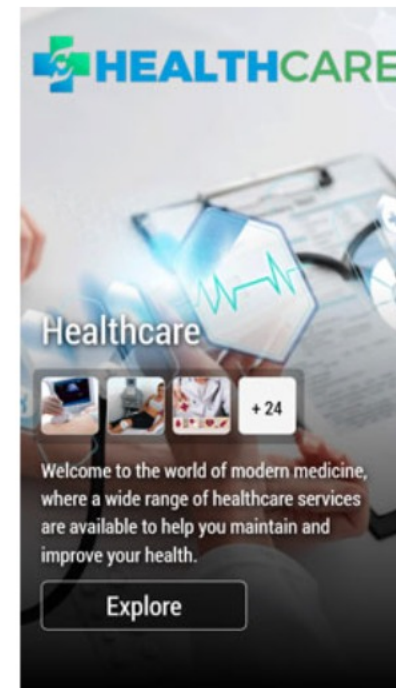 HEALTHCARE
Healthcare
+ 24
Welcome to the world of modern medicine,
where a wide range of healthcare services
are available to help you maintain and
improve your health.
Explore